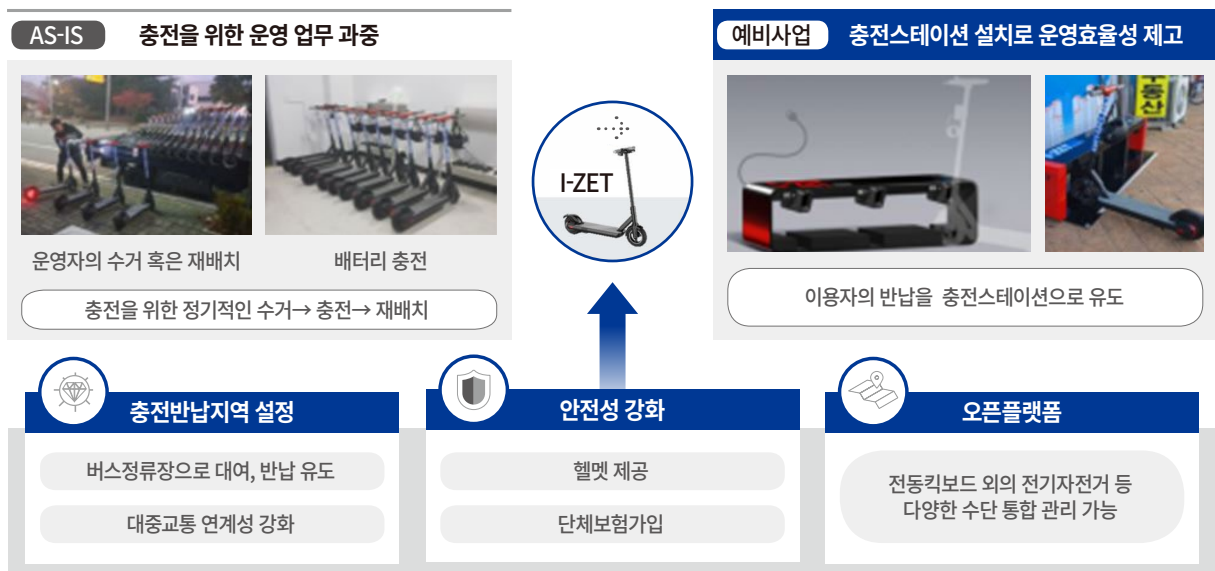 AS-IS 충전을 위한 운영 업무 과중
운영자의 수거 혹은 재배치
배터리 충전
충전을 위한 정기적인 수거→ 충전→ 재배치
I-ZET
예비사업 충전스테이션 설치로 운영효율성 제고
부동산
I-ZET
이용자의 반납을 충전스테이션으로 유도
충전반납지역 설정
버스정류장으로 대여, 반납 유도
대중교통 연계성 강화
안전성 강화
헬멧 제공
단체보험가입
오픈플랫폼
전동킥보드 외의 전기자전거 등
다양한 수단 통합 관리 가능